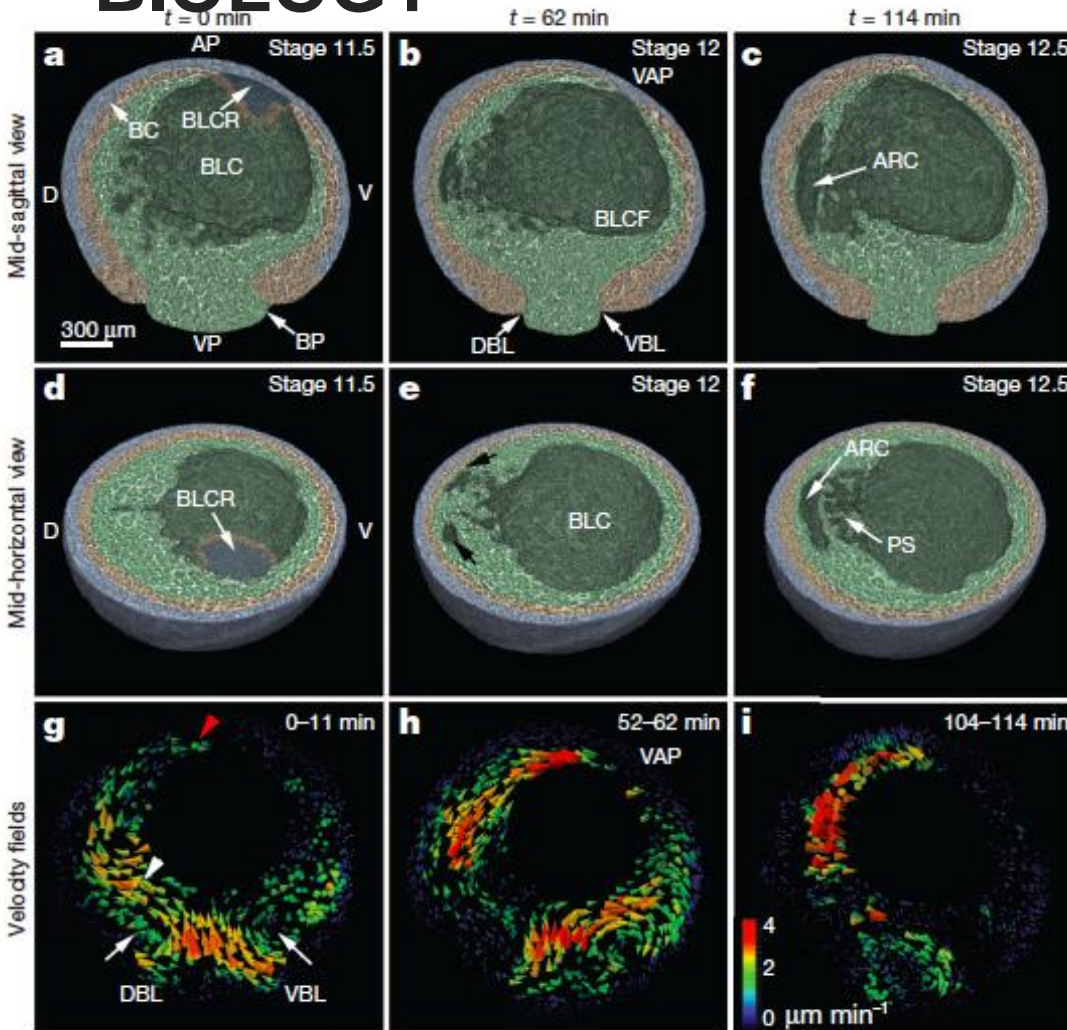 BIOLOGY
t = 0 min
t = 62 min
t = 114 min
Mid-sagittal view
a
Stage 11.5
AP
BC
BLCR
BLC
D
V
300 µm
VP
BP
b
Stage 12
VAP
BLCF
DBL
VBL
c
Stage 12.5
ARC
Mid-horizontal view
d
Stage 11.5
BLCR
D
V
e
Stage 12
BLC
f
Stage 12.5
ARC
PS
Velocity fields
g
0–11 min
DBL
VBL
h
52–62 min
VAP
i
104–114 min
4
2
0
µm min⁻¹